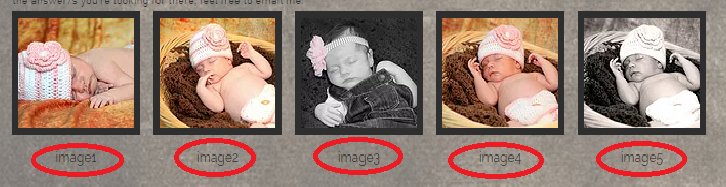 the answer/s you're looking for there, feel free to email me.
image1 image2 image3 image4 image5